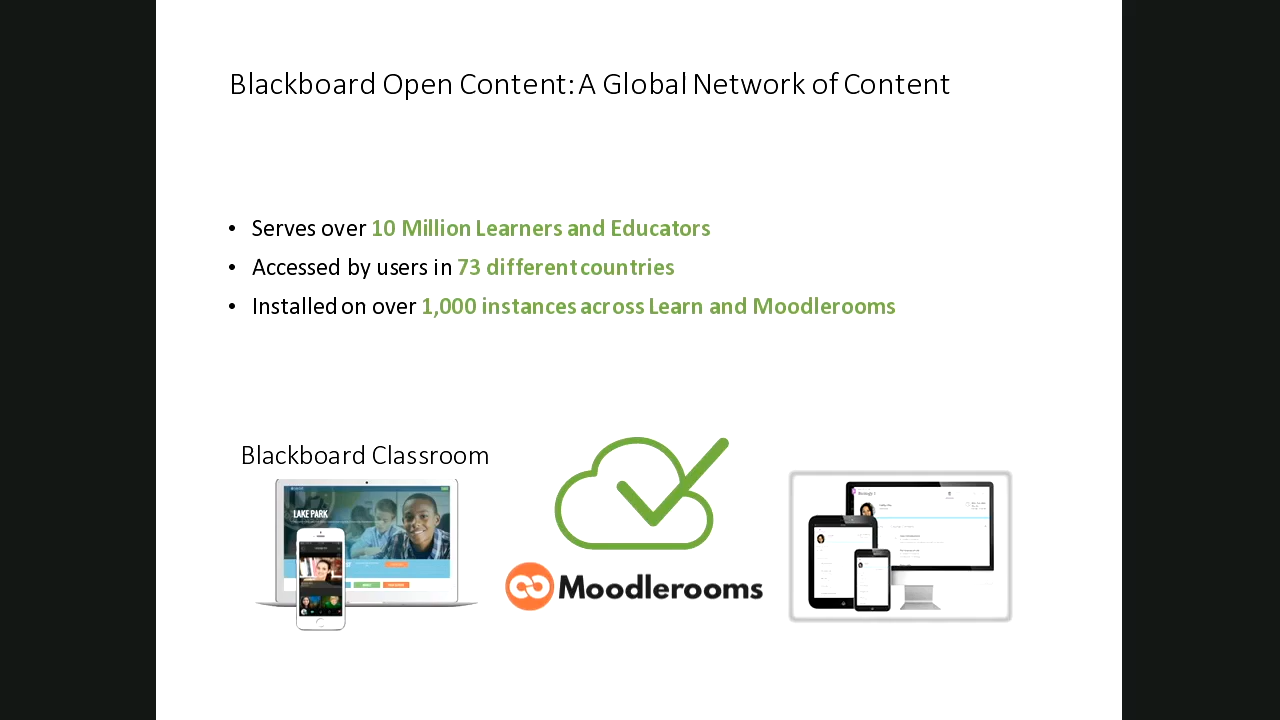 Blackboard Open Content: A Global Network of Content
• Serves over 10 Million Learners and Educators
• Accessed by users in 73 different countries
• Installed on over 1,000 instances across Learn and Moodlerooms
Blackboard Classroom
LAKE PARK
Moodlerooms